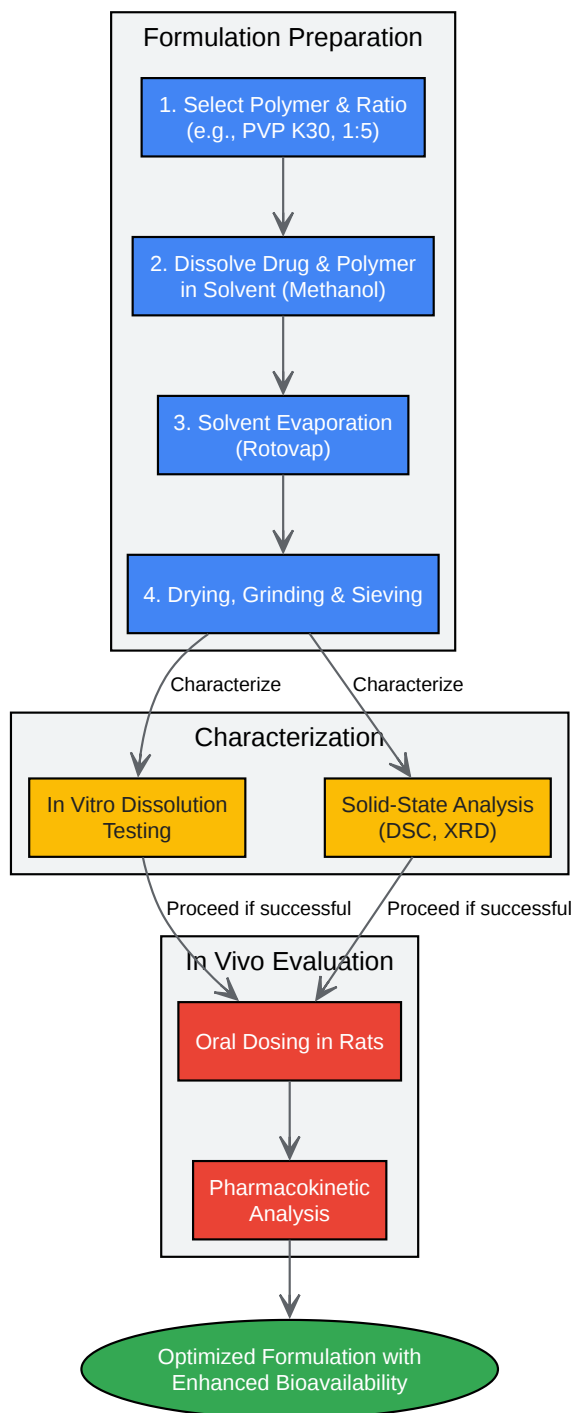 Formulation Preparation
1. Select Polymer & Ratio
(e.g., PVP K30, 1:5)
2. Dissolve Drug & Polymer
in Solvent (Methanol)
3. Solvent Evaporation
(Rotovap)
4. Drying, Grinding & Sieving
Characterize
Characterize
Characterization
In Vitro Dissolution
Testing
Solid-State Analysis
(DSC, XRD)
Proceed if successful
Proceed if successful
In Vivo Evaluation
Oral Dosing in Rats
Pharmacokinetic
Analysis
Optimized Formulation with
Enhanced Bioavailability